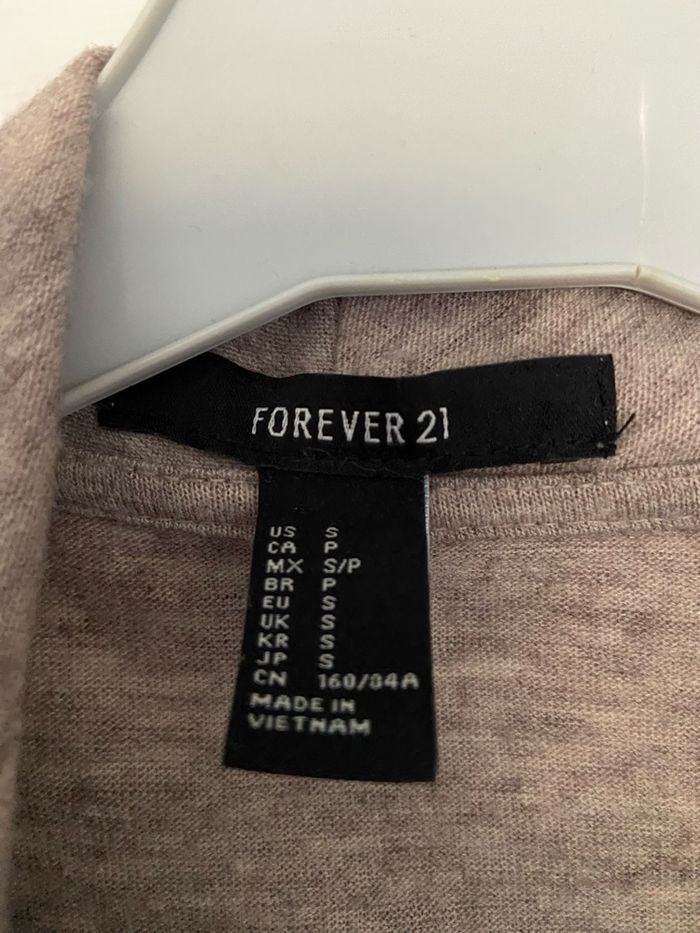 FOREVER 21
US S
CA P
MX S/P
BR P
EU S
UK S
KR S
JP S
CN 160/84A
MADE IN
VIETNAM